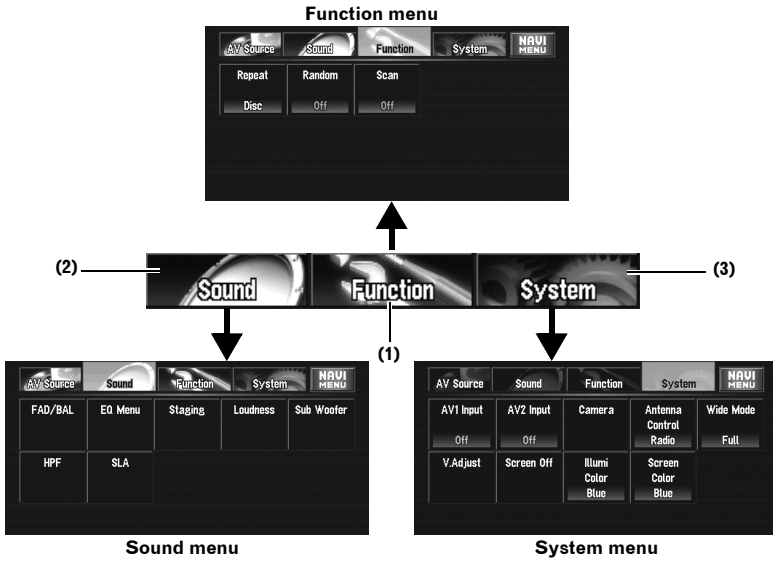 Function menu
AV Source Sound Function System NAVI MENU
Repeat Random Scan
Disc Off Off
(2) Sound Function System (3)
(1)
AV Source Sound Function System NAVI MENU
FAD/BAL EQ Menu Staging Loudness Sub Woofer
HPF SLA
Sound menu
AV Source Sound Function System NAVI MENU
AV1 Input AV2 Input Camera Antenna Control Wide Mode
Off Off Radio Full
V.Adjust Screen Off Illumi Color Screen Color
Blue Blue
System menu